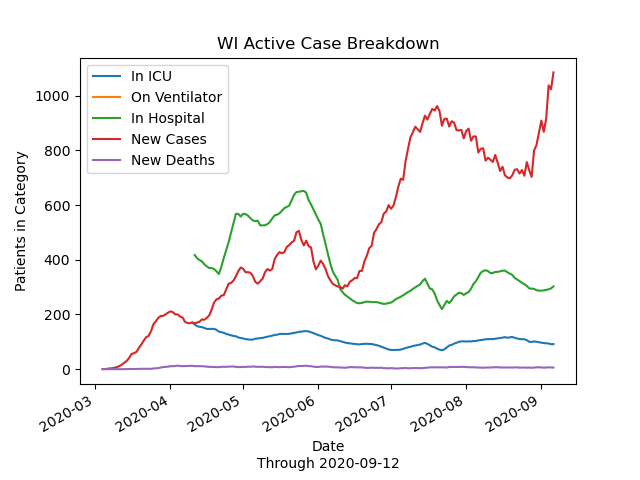 WI Active Case Breakdown
In ICU
On Ventilator
In Hospital
New Cases
New Deaths
Patients in Category
1000
800
600
400
200
0
2020-03
2020-04
2020-05
2020-06
2020-07
2020-08
2020-09
Date
Through 2020-09-12